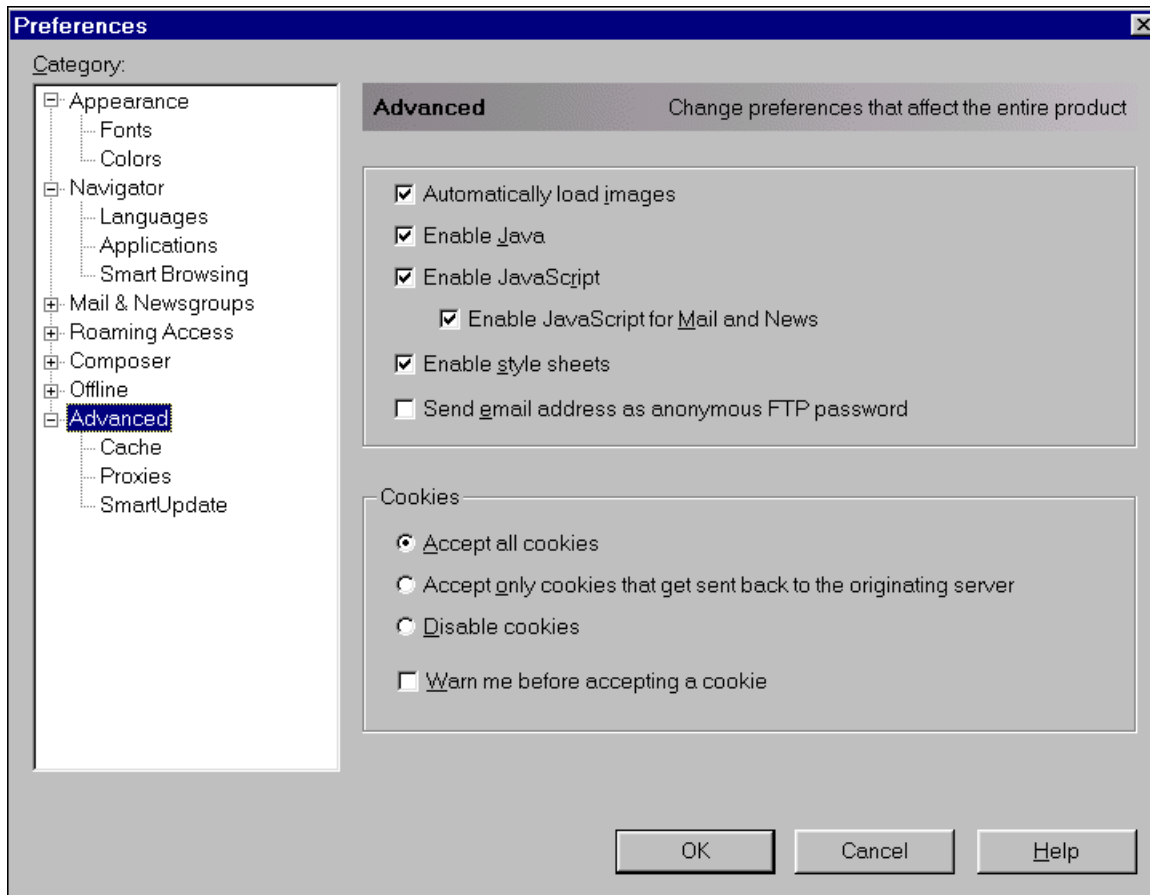 Preferences
Category:
Appearance
Fonts
Colors
Navigator
Languages
Applications
Smart Browsing
Mail & Newsgroups
Roaming Access
Composer
Offline
Advanced
Cache
Proxies
SmartUpdate
Advanced Change preferences that affect the entire product
Automatically load images
Enable Java
Enable JavaScript
Enable JavaScript for Mail and News
Enable style sheets
Send email address as anonymous FTP password
Cookies
Accept all cookies
Accept only cookies that get sent back to the originating server
Disable cookies
Warn me before accepting a cookie
OK Cancel Help